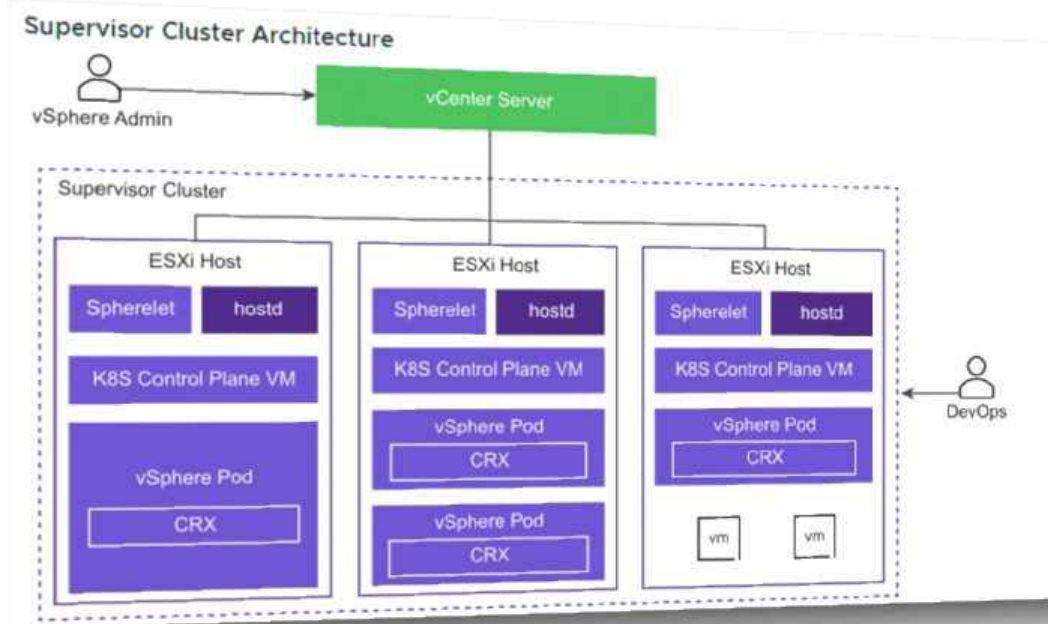 Supervisor Cluster Architecture
vSphere Admin
vCenter Server
Supervisor Cluster
ESXi Host
Spherelet
hostd
K8S Control Plane VM
vSphere Pod
CRX
ESXi Host
Spherelet
hostd
K8S Control Plane VM
vSphere Pod
CRX
vSphere Pod
CRX
ESXi Host
Spherelet
hostd
K8S Control Plane VM
vSphere Pod
CRX
vm
vm
DevOps